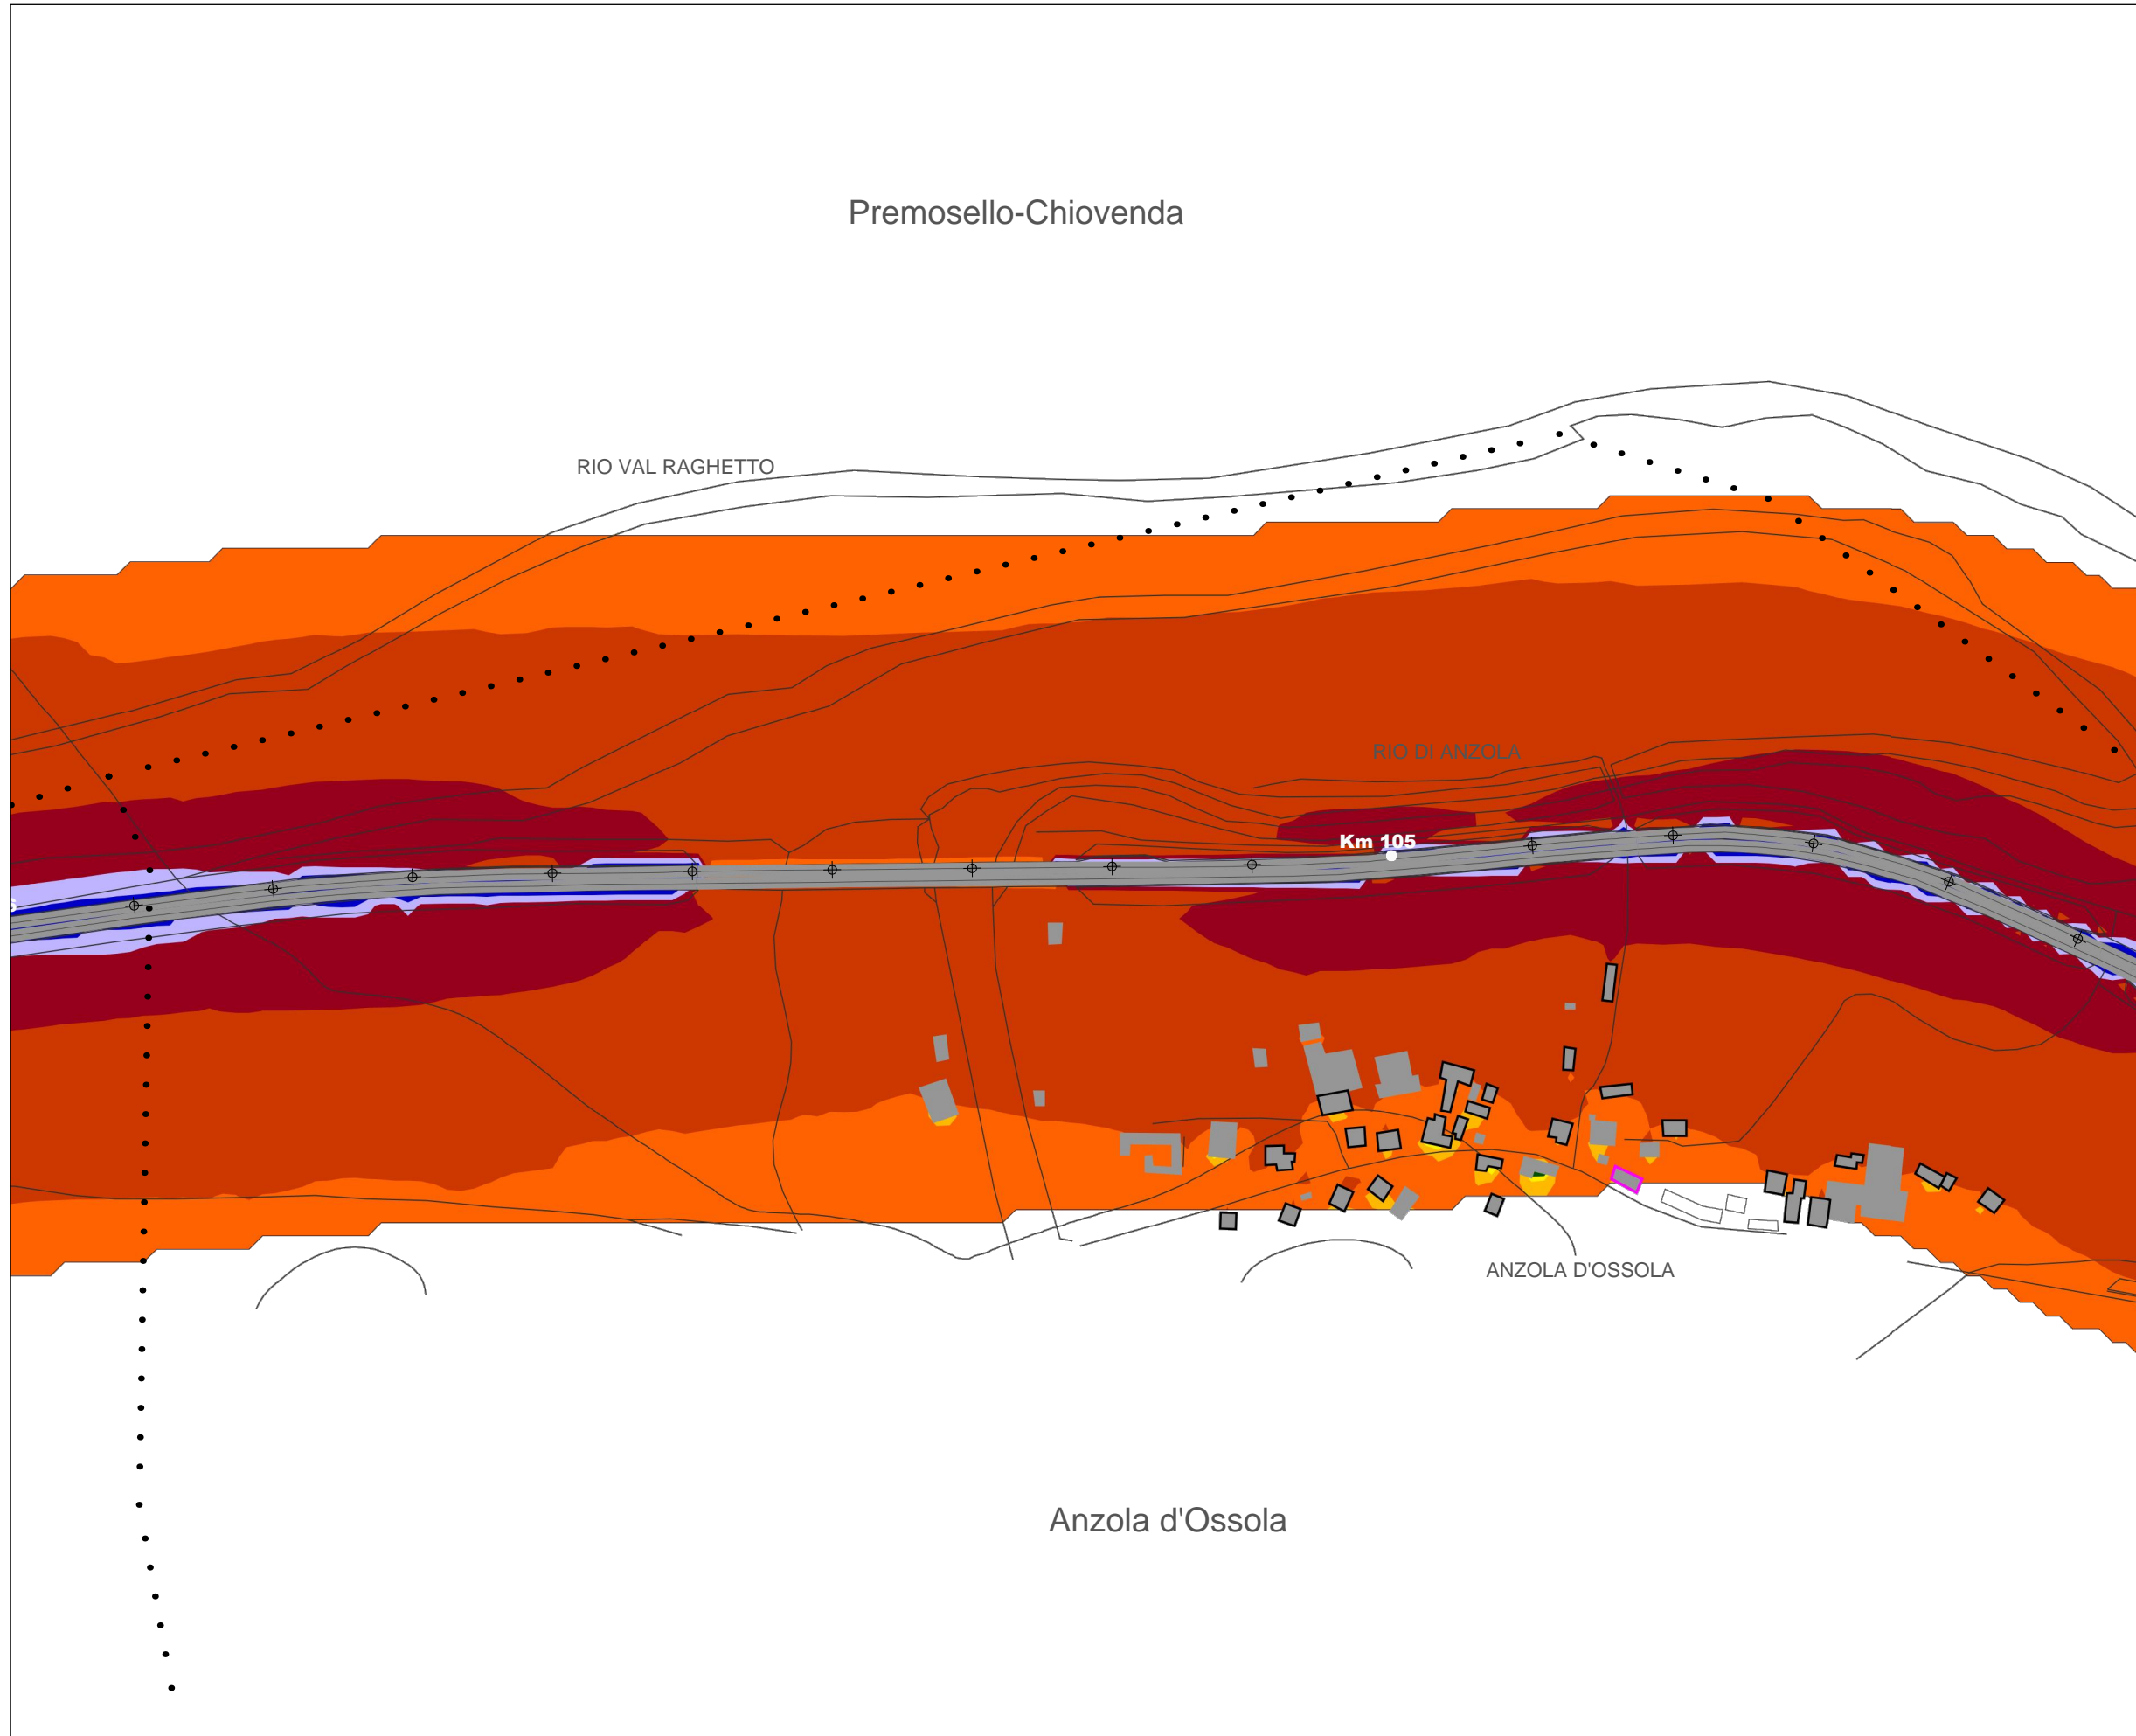 Premosello-Chiovenda
RIO VAL RAGHETTO
RIO DI ANZOLA
Km 105
ANZOLA D'OSSOLA
Anzola d'Ossola